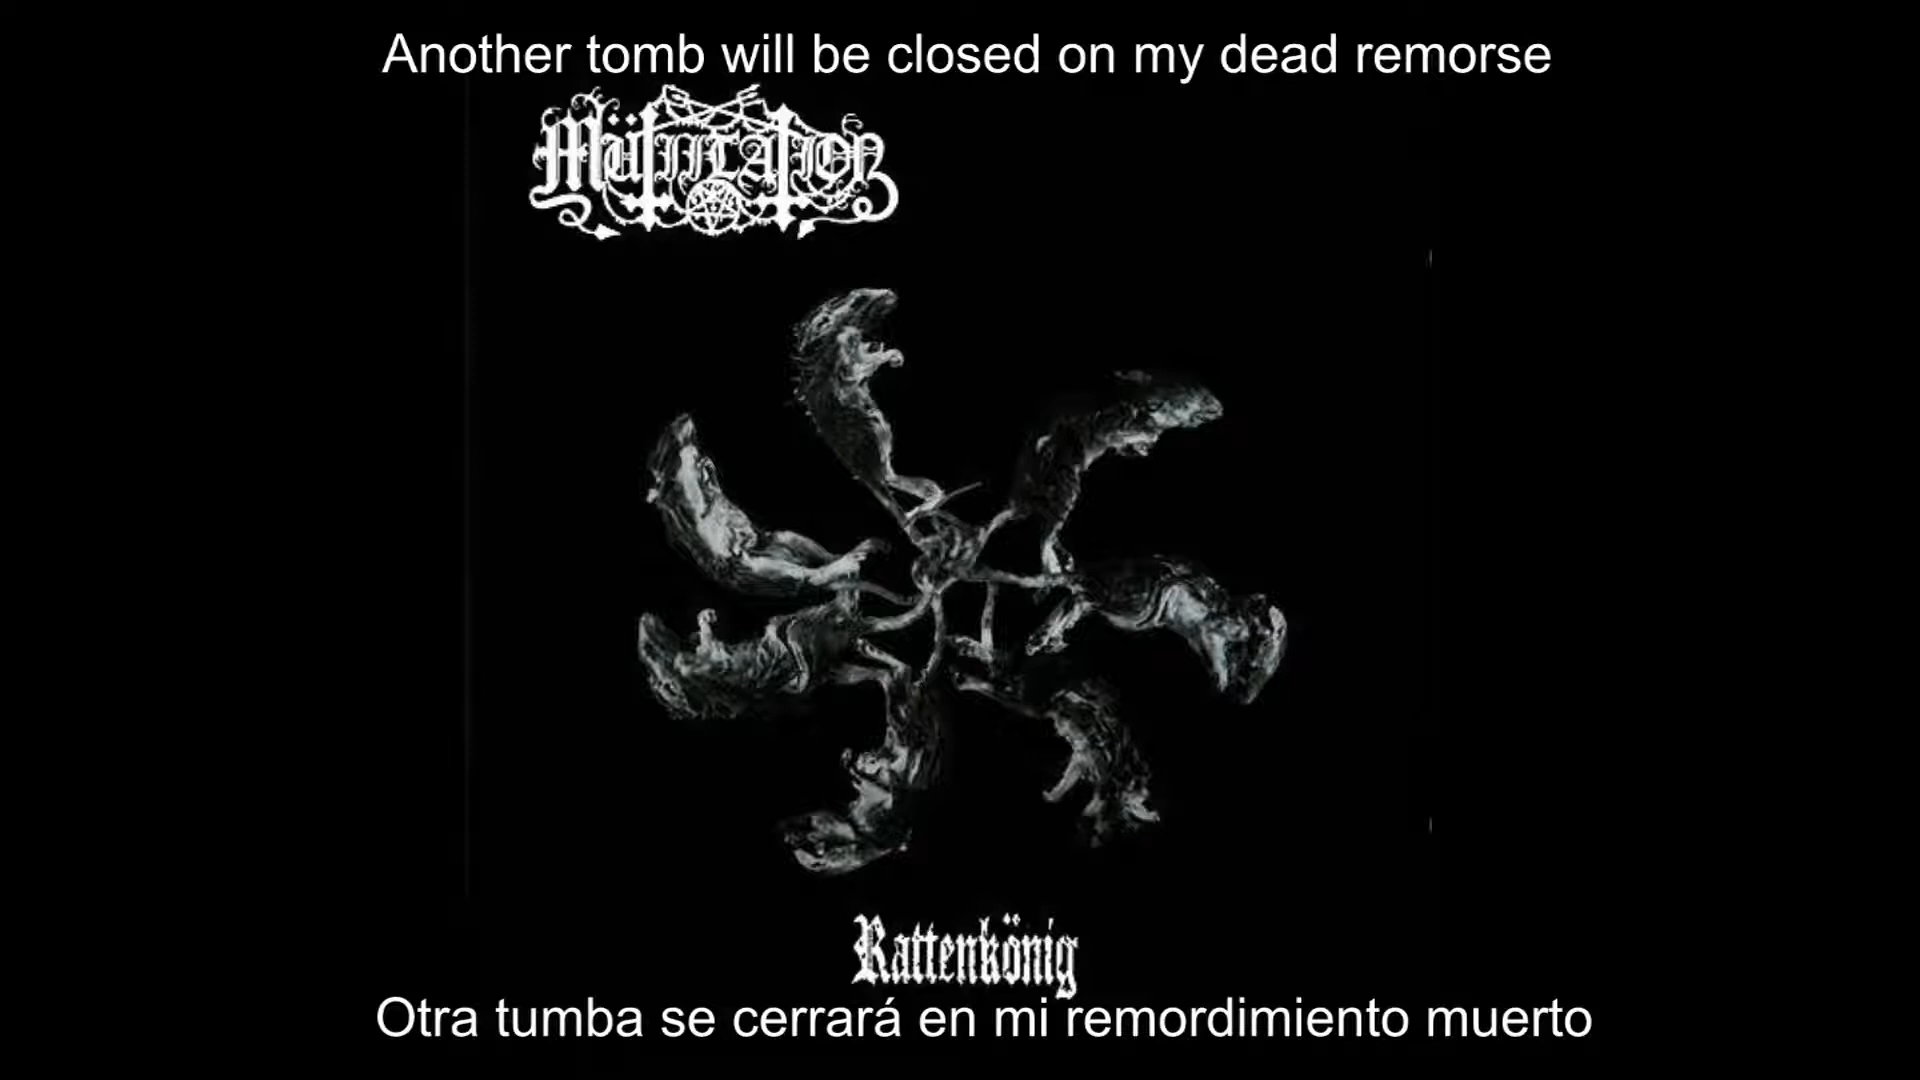 Another tomb will be closed on my dead remorse
Mütiilation
Rattenkönig
Otra tumba se cerrará en mi remordimiento muerto